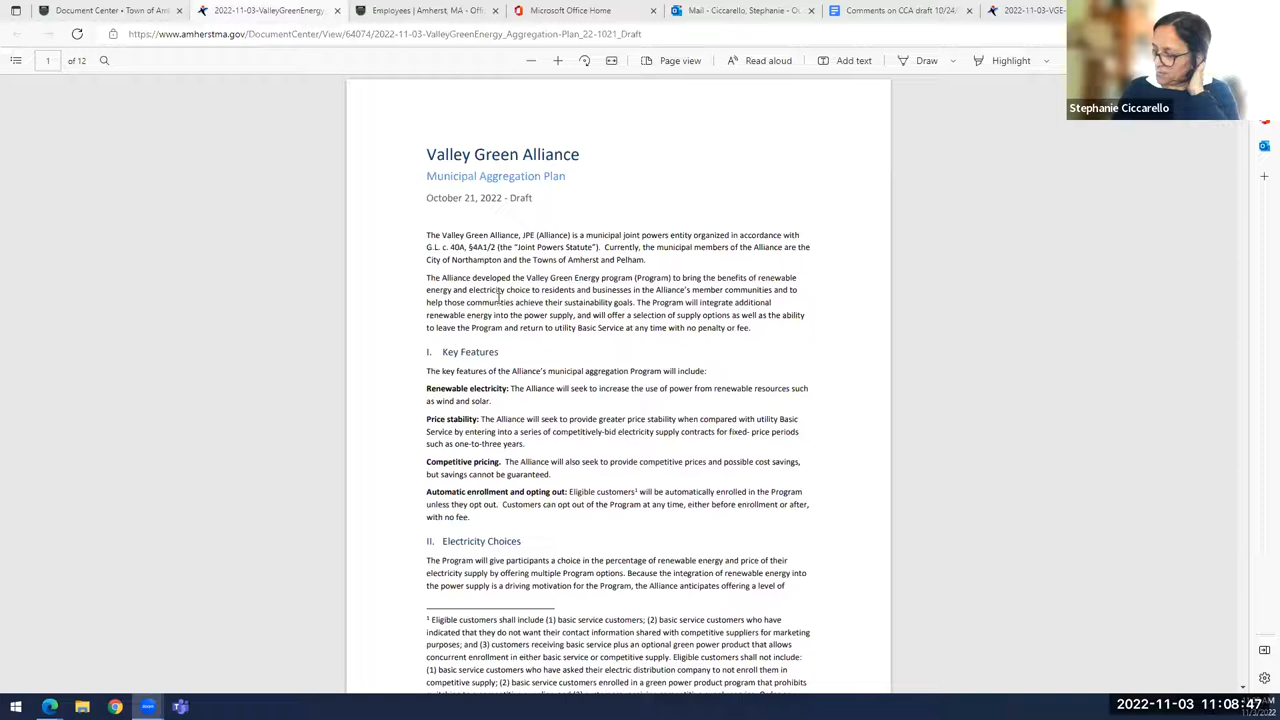 Document Center • Town of Am
2022-11-03-ValleyGreenEnergy_
Employees | Amherst, MA - Offi
Microsoft Office Home
Mail - Ciccarello, Stephanie - Ou
Comments on CCA draft 10/24
2022-11-03 - VGE
https://www.amherstma.gov/DocumentCenter/View/64074/2022-11-03-ValleyGreenEnergy_Aggregation-Plan_22-1021_Draft
1 of 12
Page view
Read aloud
Add text
Draw
Highlight
Stephanie Ciccarello
Valley Green Alliance
Municipal Aggregation Plan
October 21, 2022 - Draft
The Valley Green Alliance, JPE (Alliance) is a municipal joint powers entity organized in accordance with
G.L. c. 40A, §4A1/2 (the "Joint Powers Statute"). Currently, the municipal members of the Alliance are the
City of Northampton and the Towns of Amherst and Pelham.
The Alliance developed the Valley Green Energy program (Program) to bring the benefits of renewable
energy and electricity choice to residents and businesses in the Alliance's member communities and to
help those communities achieve their sustainability goals. The Program will integrate additional
renewable energy into the power supply, and will offer a selection of supply options as well as the ability
to leave the Program and return to utility Basic Service at any time with no penalty or fee.
I. Key Features
The key features of the Alliance's municipal aggregation Program will include:
Renewable electricity: The Alliance will seek to increase the use of power from renewable resources such
as wind and solar.
Price stability: The Alliance will seek to provide greater price stability when compared with utility Basic
Service by entering into a series of competitively-bid electricity supply contracts for fixed- price periods
such as one-to-three years.
Competitive pricing. The Alliance will also seek to provide competitive prices and possible cost savings,
but savings cannot be guaranteed.
Automatic enrollment and opting out: Eligible customers1 will be automatically enrolled in the Program
unless they opt out. Customers can opt out of the Program at any time, either before enrollment or after,
with no fee.
II. Electricity Choices
The Program will give participants a choice in the percentage of renewable energy and price of their
electricity supply by offering multiple Program options. Because the integration of renewable energy into
the power supply is a driving motivation for the Program, the Alliance anticipates offering a level of
1 Eligible customers shall include (1) basic service customers; (2) basic service customers who have
indicated that they do not want their contact information shared with competitive suppliers for marketing
purposes; and (3) customers receiving basic service plus an optional green power product that allows
concurrent enrollment in either basic service or competitive supply. Eligible customers shall not include:
(1) basic service customers who have asked their electric distribution company to not enroll them in
competitive supply; (2) basic service customers enrolled in a green power product program that prohibits
2022-11-03 11:08:47